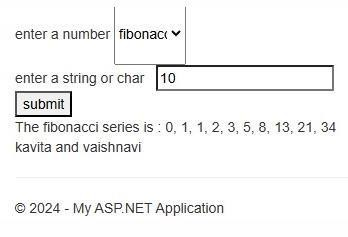 enter a number fibonacc
enter a string or char 10
submit
The fibonacci series is : 0, 1, 1, 2, 3, 5, 8, 13, 21, 34
kavita and vaishnavi
© 2024 - My ASP.NET Application